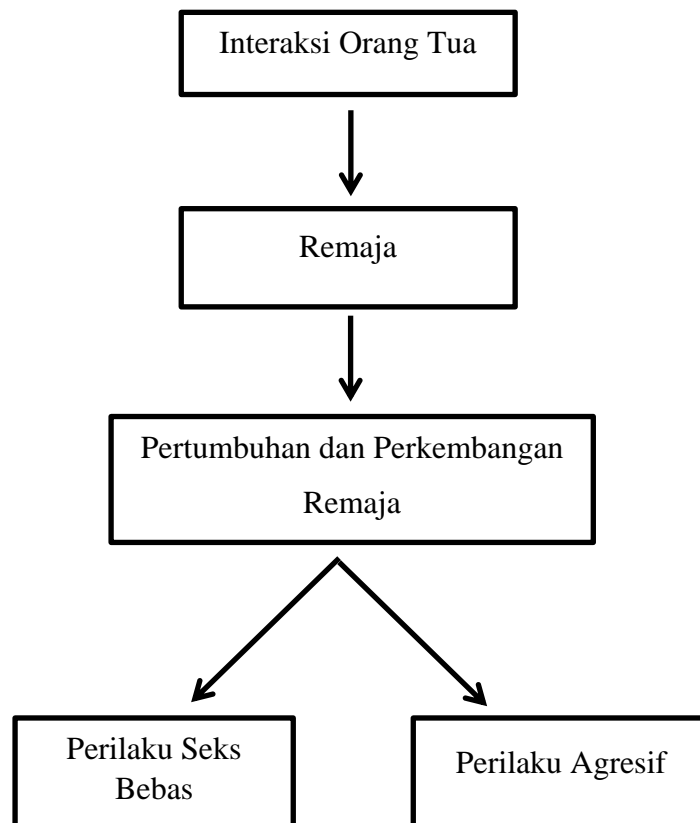 Interaksi Orang Tua
Remaja
Pertumbuhan dan Perkembangan
Remaja
Perilaku Seks
Bebas
Perilaku Agresif